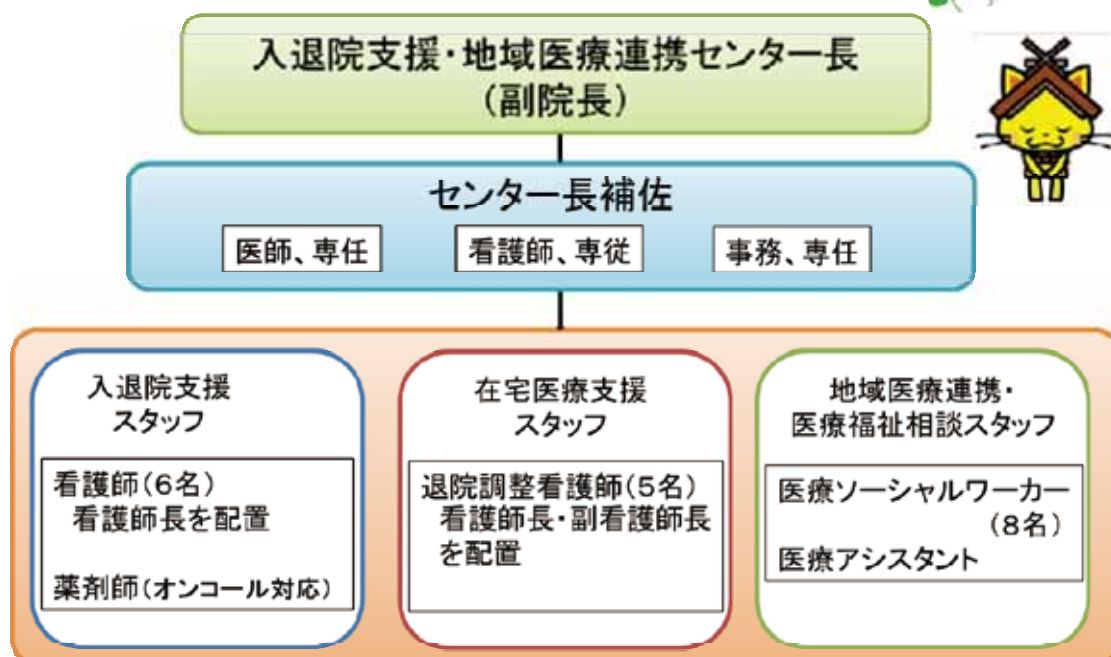 入退院支援・地域医療連携センター長
(副院長)
センター長補佐
医師、専任
看護師、専従
事務、専任
入退院支援
スタッフ
看護師(6名)
看護師長を配置
薬剤師(オンコール対応)
在宅医療支援
スタッフ
退院調整看護師(5名)
看護師長・副看護師長
を配置
地域医療連携・
医療福祉相談スタッフ
医療ソーシャルワーカー
(8名)
医療アシスタント